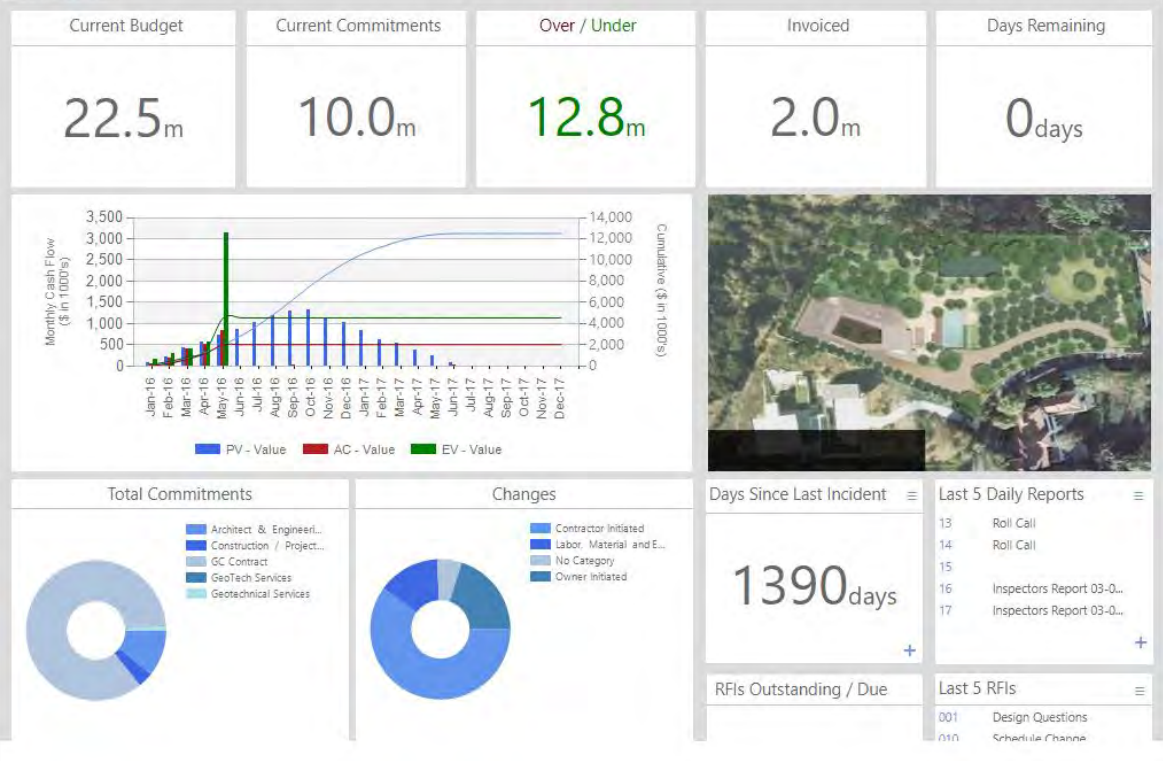 Current Budget
22.5m
Current Commitments
10.0m
Over / Under
12.8m
Invoiced
2.0m
Days Remaining
0days
Monthly Cash Flow
($ in 1000's)
3,500
3,000
2,500
2,000
1,500
1,000
500
0
14,000
12,000
10,000
8,000
6,000
4,000
2,000
0
Cumulative ($ in 1000's)
Jan-16
Feb-16
Mar-16
Apr-16
May-16
Jun-16
Jul-16
Aug-16
Sep-16
Oct-16
Nov-16
Dec-16
Jan-17
Feb-17
Mar-17
Apr-17
May-17
Jun-17
Jul-17
Aug-17
Sep-17
Oct-17
Nov-17
Dec-17
PV - Value
AC - Value
EV - Value
Total Commitments
Architect & Engineeri...
Construction / Project...
GC Contract
GeoTech Services
Geotechnical Services
Changes
Contractor Initiated
Labor, Material and E...
No Category
Owner Initiated
Days Since Last Incident
1390days
+
Last 5 Daily Reports
13 Roll Call
14 Roll Call
15
16 Inspectors Report 03-0...
17 Inspectors Report 03-0...
+
RFIs Outstanding / Due
Last 5 RFIs
001 Design Questions
010 Schedule Change